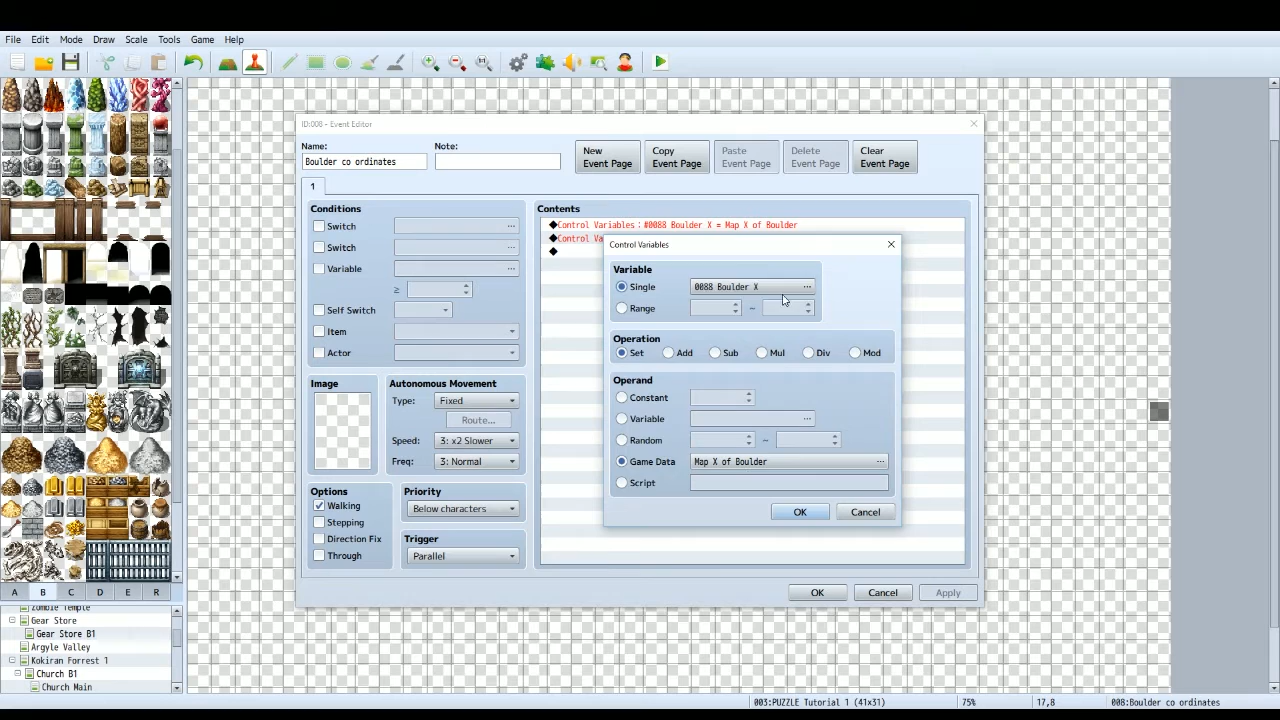 File Edit Mode Draw Scale Tools Game Help
ID:008 - Event Editor
Name:
Note:
Boulder co ordinates
New
Event Page
Copy
Event Page
Paste
Event Page
Delete
Event Page
Clear
Event Page
1
Conditions
Switch ...
Switch ...
Variable ...
≥
Self Switch
Item
Actor
Image
Autonomous Movement
Type: Fixed
Route...
Speed: 3: x2 Slower
Freq: 3: Normal
Options
Walking
Stepping
Direction Fix
Through
Priority
Below characters
Trigger
Parallel
Contents
◆Control Variables : #0088 Boulder X = Map X of Boulder
◆Control Va
◆
Control Variables
Variable
Single 0088 Boulder X ...
Range ~
Operation
Set Add Sub Mul Div Mod
Operand
Constant
Variable ...
Random ~
Game Data Map X of Boulder ...
Script
OK Cancel
OK Cancel Apply
A B C D E R
Zombie Temple
Gear Store
Gear Store B1
Argyle Valley
Kokiran Forrest 1
Church B1
Church Main
003:PUZZLE Tutorial 1 (41x31) 75% 17,8 008:Boulder co ordinates